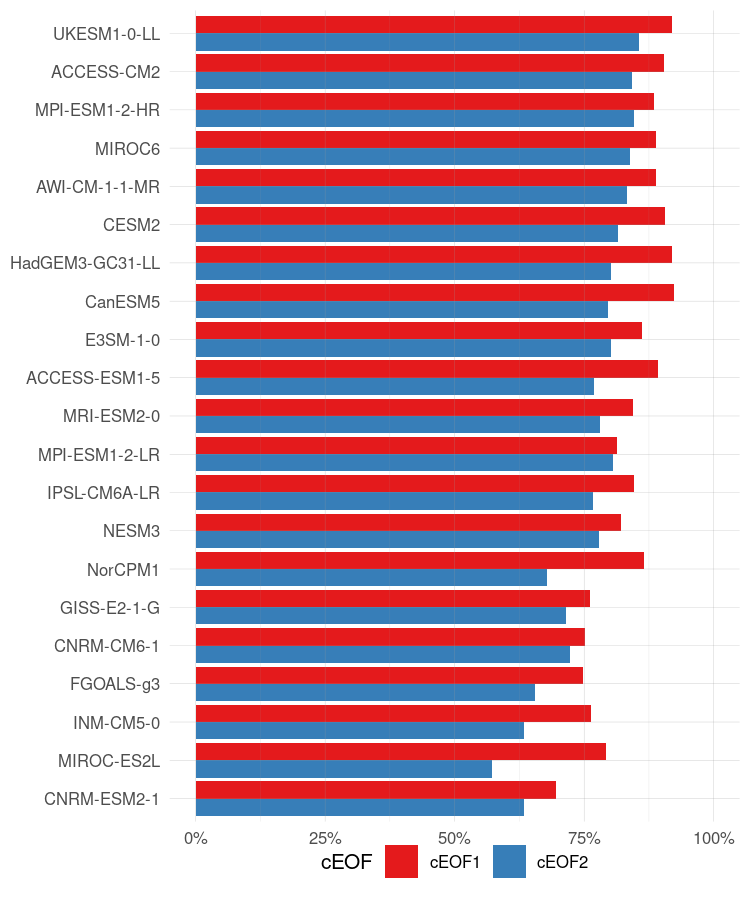 UKESM1-0-LL
ACCESS-CM2
MPI-ESM1-2-HR
MIROC6
AWI-CM-1-1-MR
CESM2
HadGEM3-GC31-LL
CanESM5
E3SM-1-0
ACCESS-ESM1-5
MRI-ESM2-0
MPI-ESM1-2-LR
IPSL-CM6A-LR
NESM3
NorCPM1
GISS-E2-1-G
CNRM-CM6-1
FGOALS-g3
INM-CM5-0
MIROC-ES2L
CNRM-ESM2-1
0% 25% 50% 75% 100%
cEOF cEOF1 cEOF2